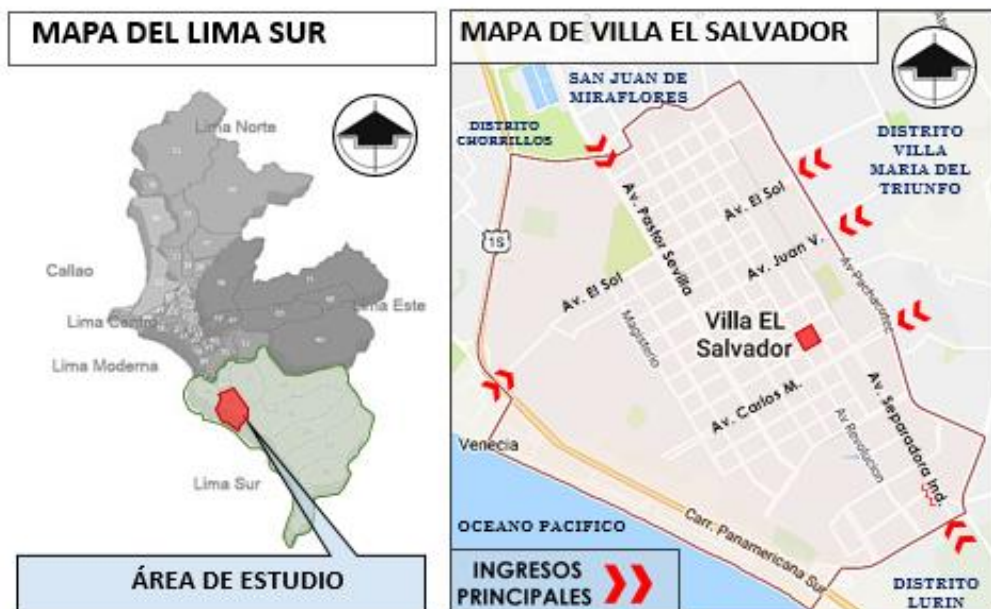 MAPA DEL LIMA SUR
Lima Norte
Callao
Lima Este
Lima Centro
Lima Moderna
Lima Sur
ÁREA DE ESTUDIO
MAPA DE VILLA EL SALVADOR
SAN JUAN DE
MIRAFLORES
DISTRITO
CHORRILLOS
DISTRITO
VILLA
MARIA DEL
TRIUNFO
1S
Av. Pastor Sevilla
Av. El Sol
Av. Juan V.
Av. El Sol
Av Pachacutec
Magisterio
Villa EL
Salvador
Av. Carlos M.
Av Revolucion
Av. Separadora Ind.
Venecia
OCEANO PACIFICO
Carr. Panamericana Sur
INGRESOS
PRINCIPALES
DISTRITO
LURIN